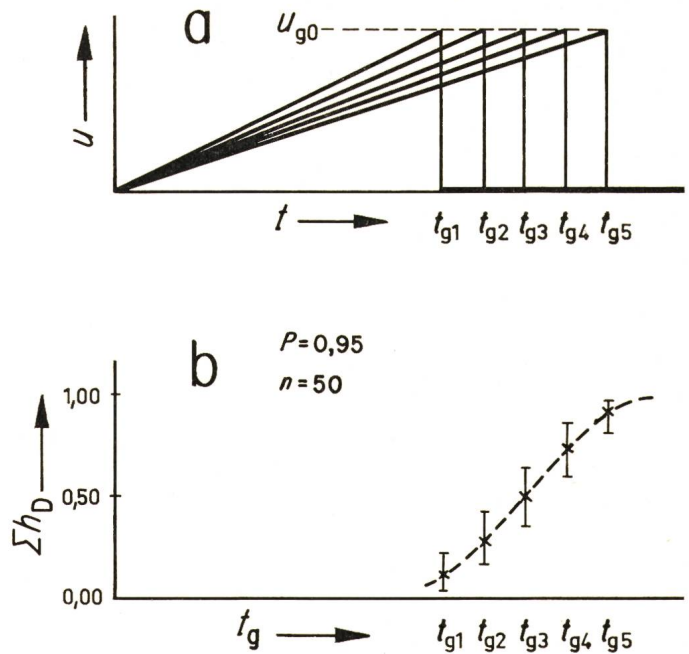 a
u_g0
u
t
t_g1 t_g2 t_g3 t_g4 t_g5
b
P=0,95
n=50
1,00
0,50
0,00
Σh_D
t_g
t_g1 t_g2 t_g3 t_g4 t_g5